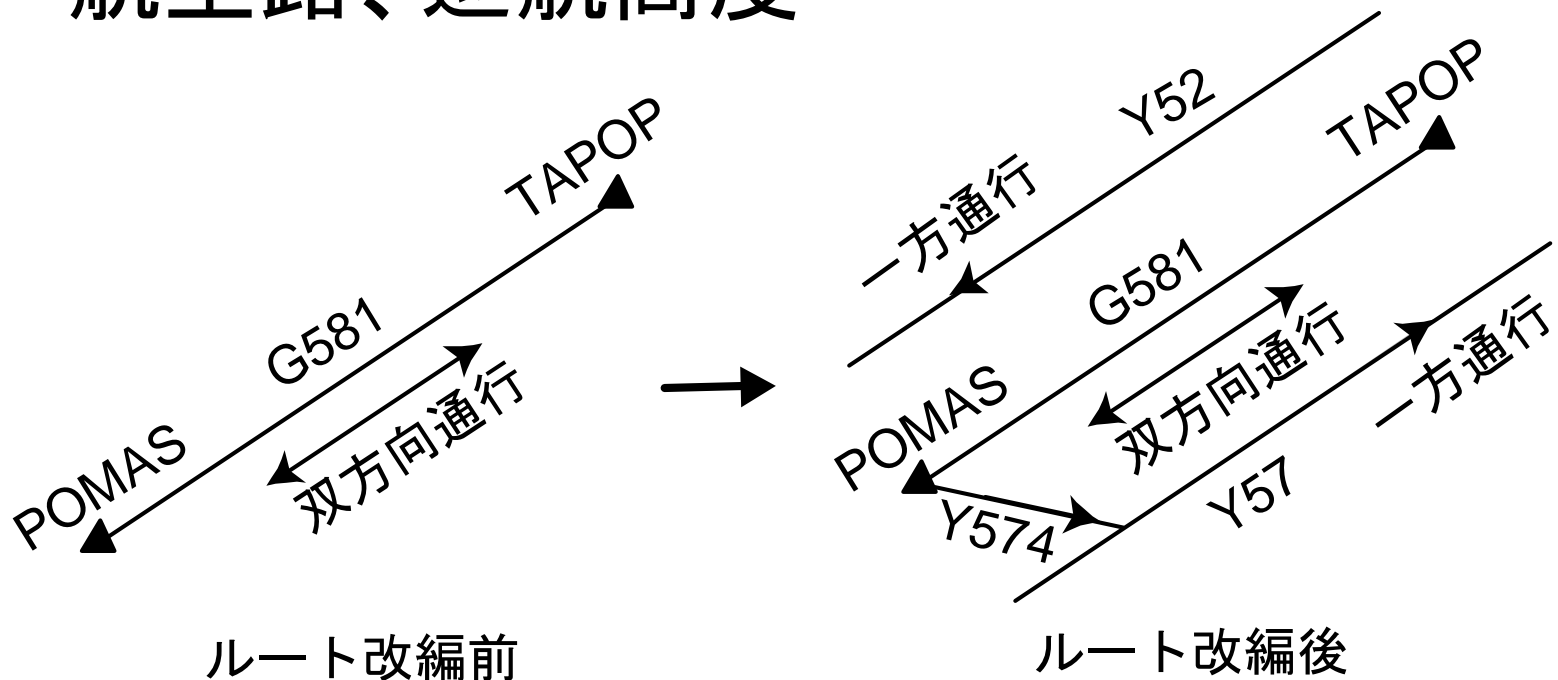 TAPOP
G581
POMAS
双方向通行
ルート改編前
Y52
TAPOP
一方通行
G581
POMAS
双方向通行
一方通行
Y574
Y57
ルート改編後